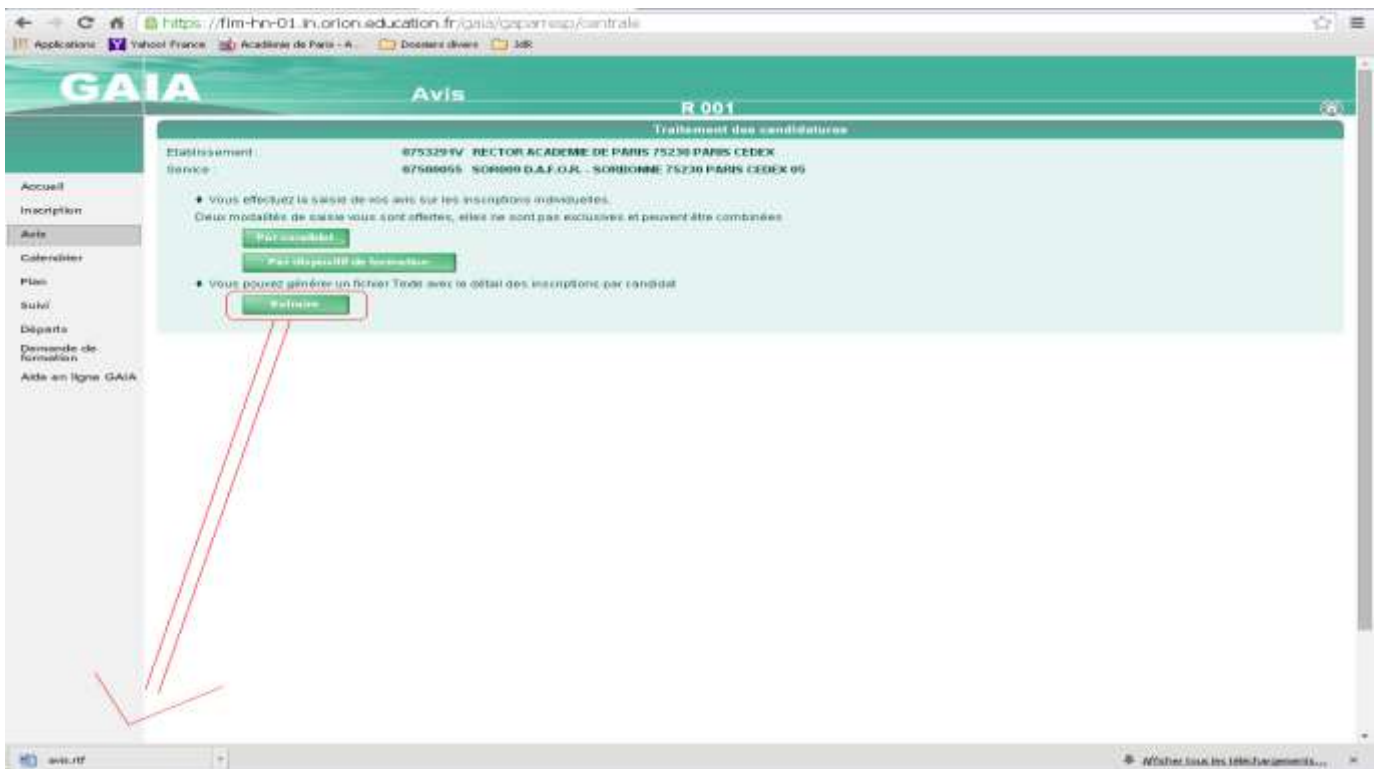 https://fim-hn-01.in.orion.education.fr/gaia/gaparresp/centrale
Applications Yahoo! France Académie de Paris - A... Dossiers divers JdR
GAIA Avis
R 001
Traitement des candidatures
Etablissement : RECTOR ACADEMIE DE PARIS 75230 PARIS CEDEX
Service : SOR009 D.A.F.O.R. - SORBONNE 75230 PARIS CEDEX 05
Accueil
Inscription
Avis
Calendrier
Plan
Suivi
Départs
Demande de
formation
Aide en ligne GAIA
Vous effectuez la saisie de vos avis sur les inscriptions individuelles.
Deux modalités de saisie vous sont offertes, elles ne sont pas exclusives et peuvent être combinées
Par candidat
Par dispositif de formation
Vous pouvez générer un fichier Texte avec le détail des inscriptions par candidat
Extraire
avis.rtf
Afficher tous les téléchargements...